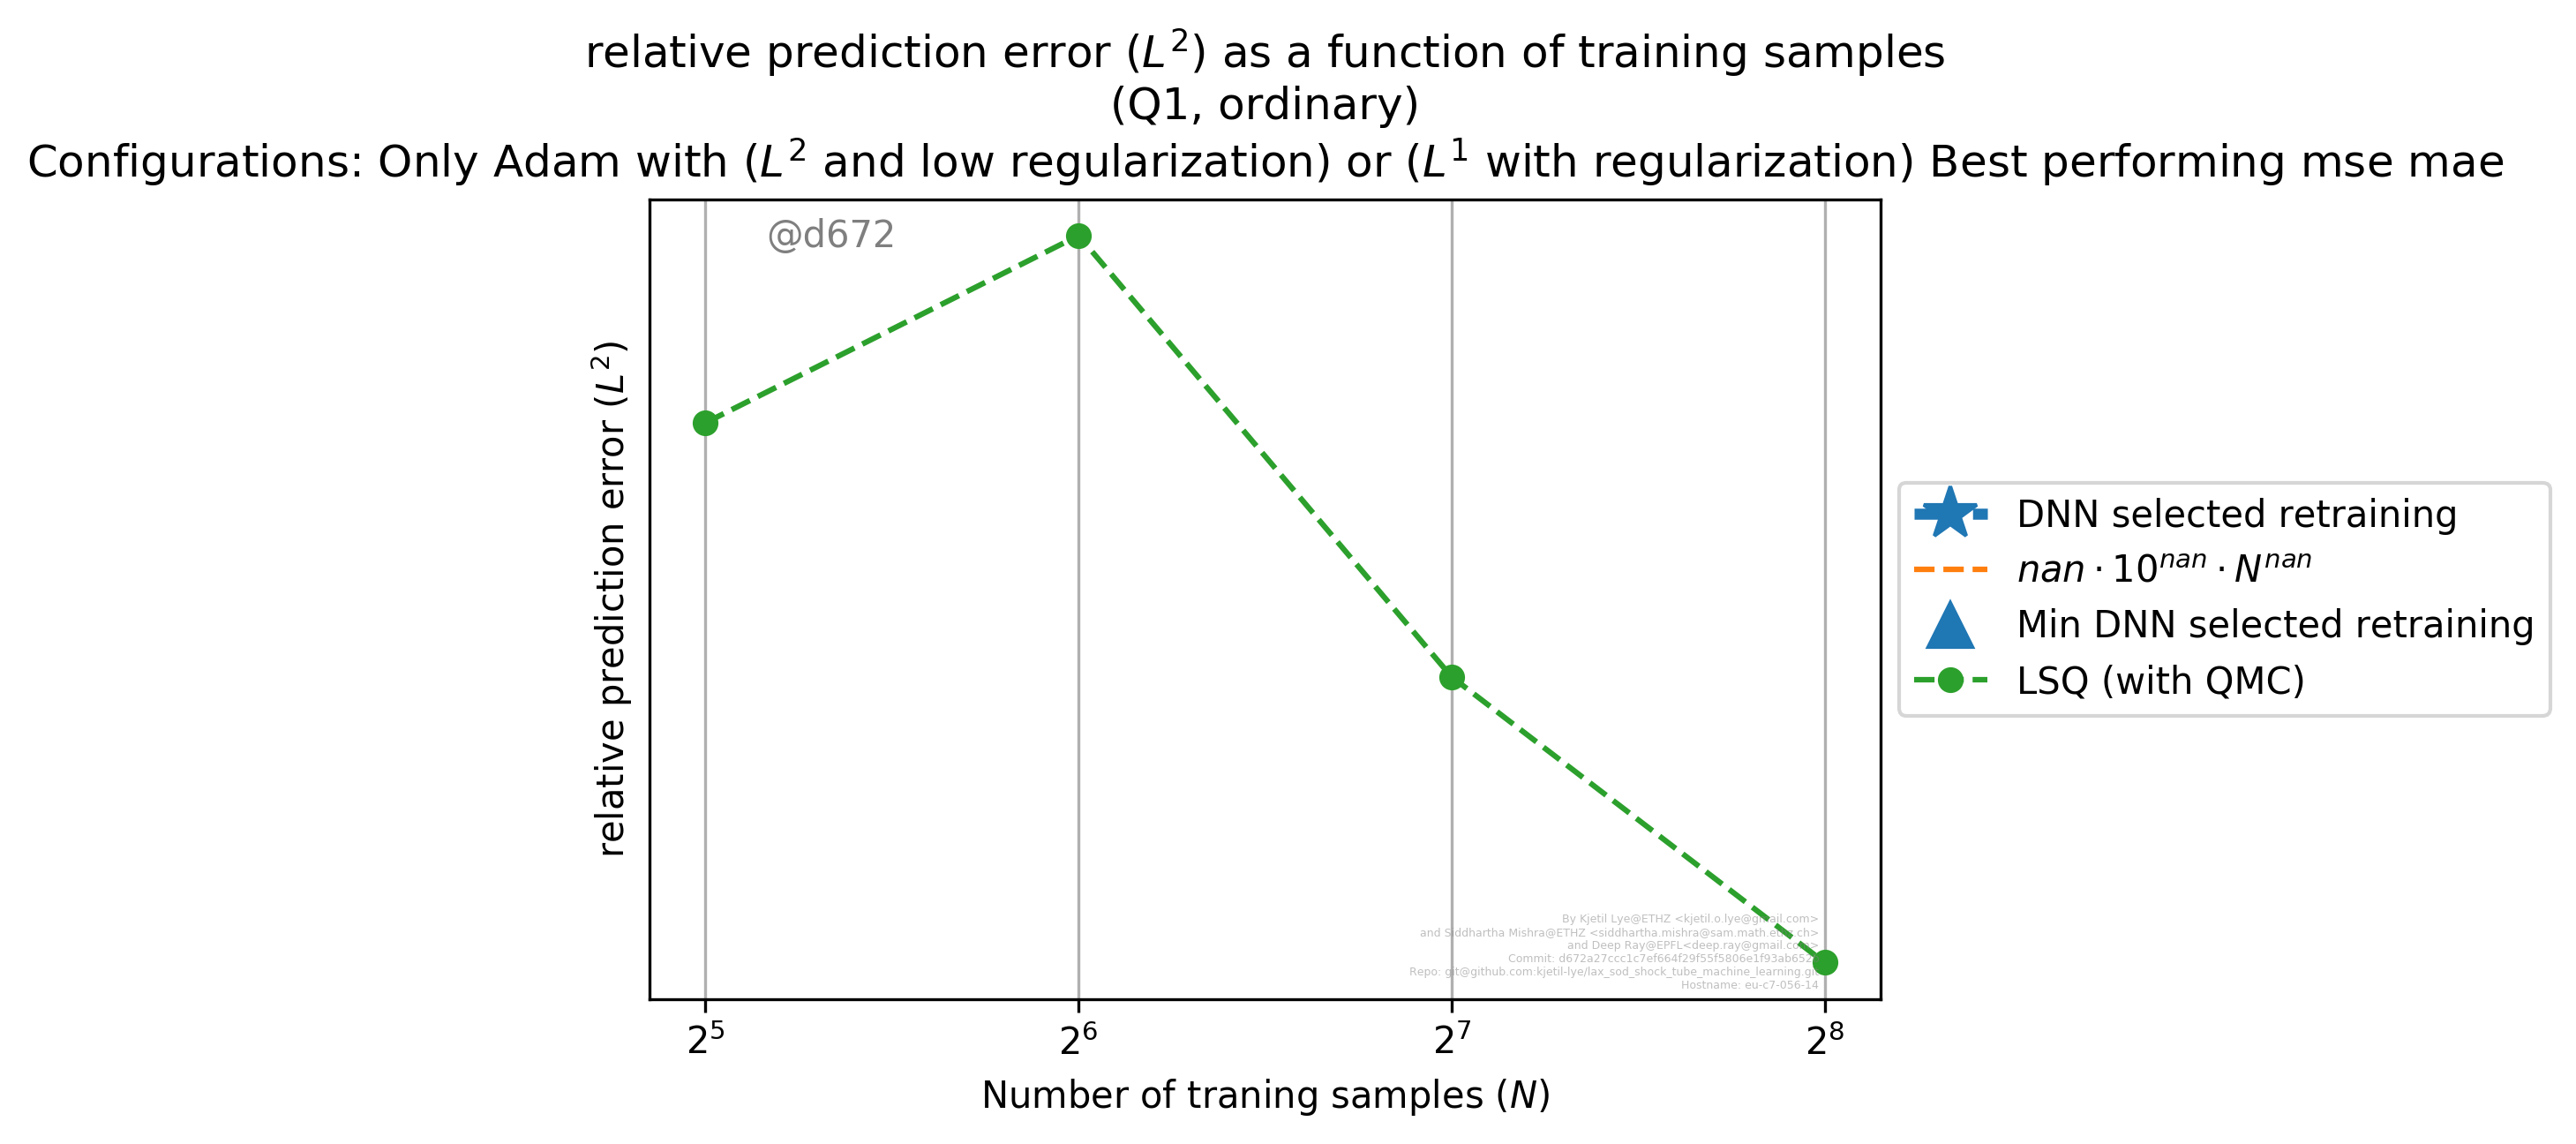 relative prediction error (L²) as a function of training samples
(Q1, ordinary)
Configurations: Only Adam with (L² and low regularization) or (L¹ with regularization) Best performing mse mae
@d672
relative prediction error (L²)
DNN selected retraining
nan · 10ⁿᵃⁿ · Nⁿᵃⁿ
Min DNN selected retraining
LSQ (with QMC)
By Kjetil Lye@ETHZ <kjetil.o.lye@gmail.com>
and Siddhartha Mishra@ETHZ <siddhartha.mishra@sam.math.ethz.ch>
and Deep Ray@EPFL<deep.ray@gmail.com>
Commit:
Repo: git@github.com:kjetil-lye/lax_sod_shock_tube_machine_learning.git
Hostname: eu-c7-056-14
2⁵ 2⁶ 2⁷ 2⁸
Number of traning samples (N)